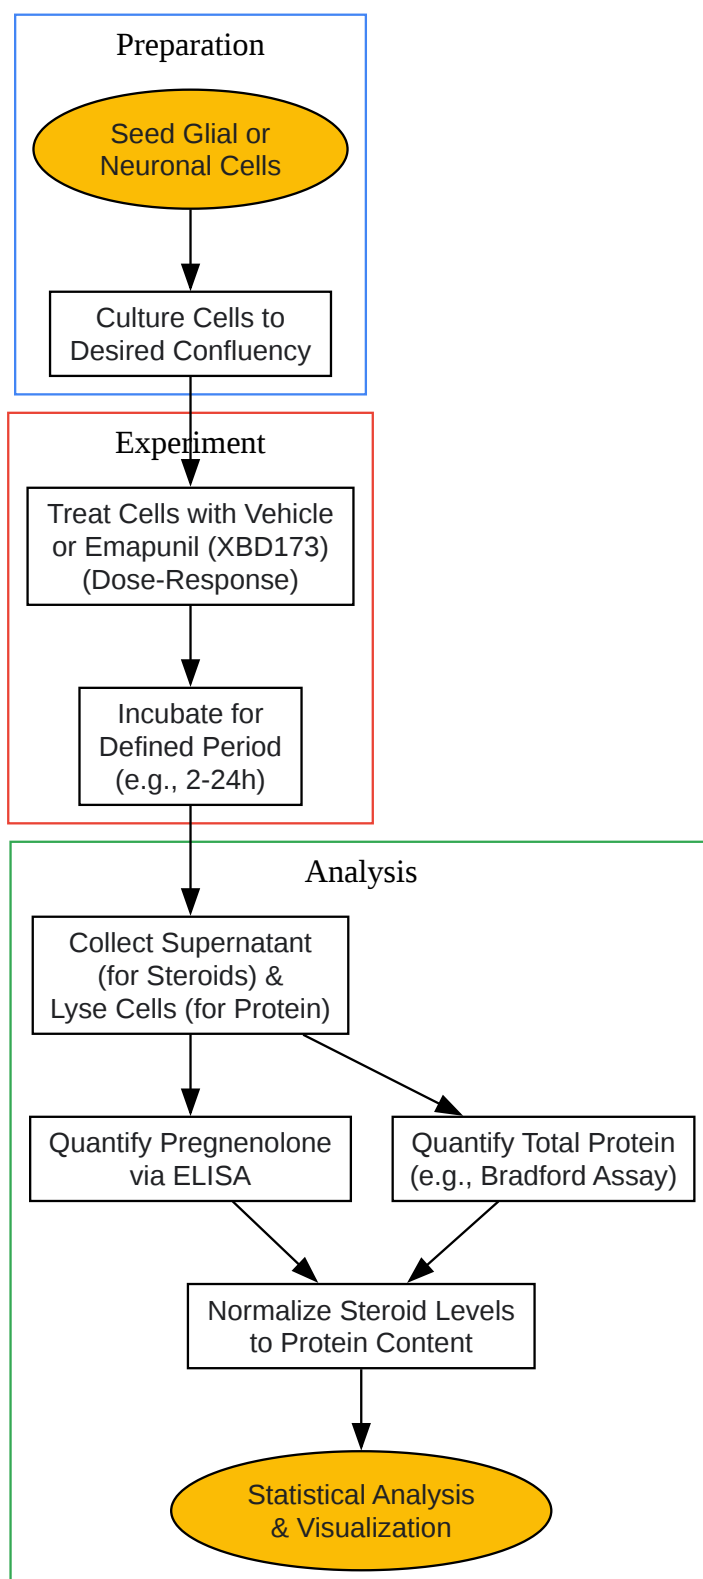 Preparation
Seed Glial or
Neuronal Cells
Culture Cells to
Desired Confluency
Experiment
Treat Cells with Vehicle
or Emapunil (XBD173)
(Dose-Response)
Incubate for
Defined Period
(e.g., 2-24h)
Analysis
Collect Supernatant
(for Steroids) &
Lyse Cells (for Protein)
Quantify Pregnenolone
via ELISA
Quantify Total Protein
(e.g., Bradford Assay)
Normalize Steroid Levels
to Protein Content
Statistical Analysis
& Visualization